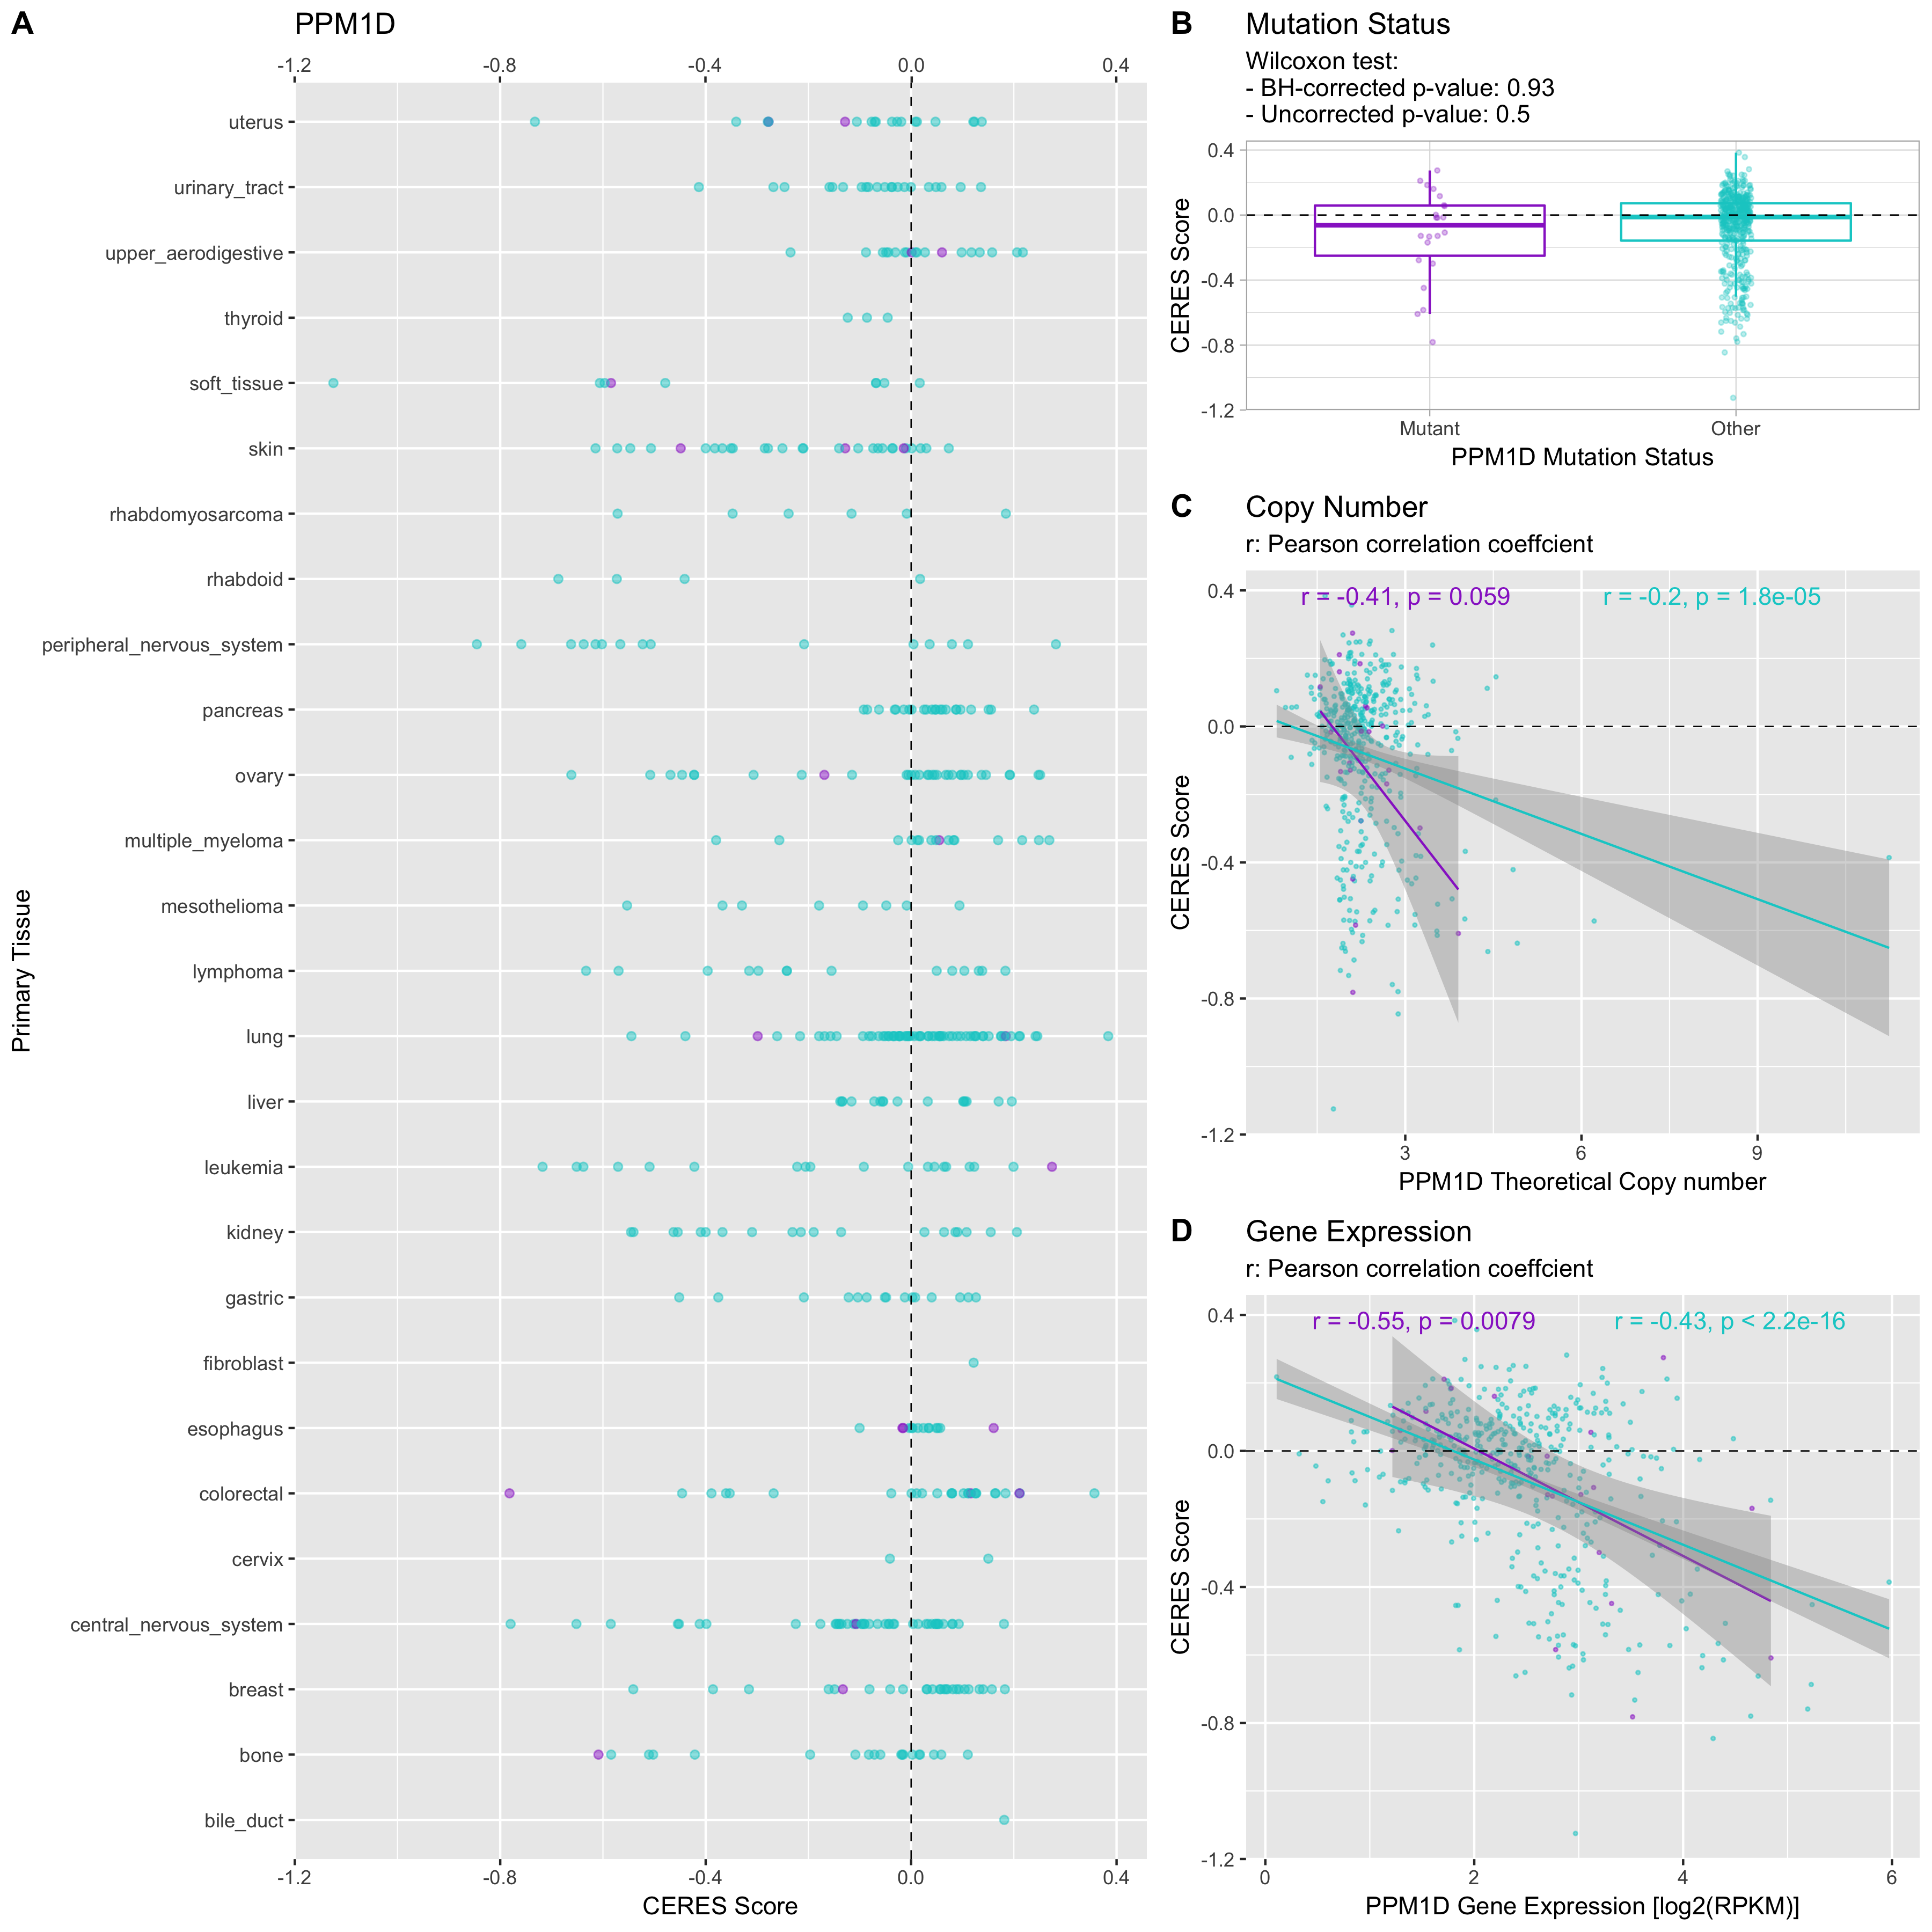 A
PPM1D
-1.2 -0.8 -0.4 0.0 0.4
Primary Tissue
uterus
urinary_tract
upper_aerodigestive
thyroid
soft_tissue
skin
rhabdomyosarcoma
rhabdoid
peripheral_nervous_system
pancreas
ovary
multiple_myeloma
mesothelioma
lymphoma
lung
liver
leukemia
kidney
gastric
fibroblast
esophagus
colorectal
cervix
central_nervous_system
breast
bone
bile_duct
-1.2 -0.8 -0.4 0.0 0.4
CERES Score
B
Mutation Status
Wilcoxon test:
- BH-corrected p-value: 0.93
- Uncorrected p-value: 0.5
CERES Score
0.4
0.0
-0.4
-0.8
-1.2
Mutant Other
PPM1D Mutation Status
C
Copy Number
r: Pearson correlation coeffcient
r = -0.41, p = 0.059 r = -0.2, p = 1.8e-05
CERES Score
0.4
0.0
-0.4
-0.8
-1.2
3 6 9
PPM1D Theoretical Copy number
D
Gene Expression
r: Pearson correlation coeffcient
r = -0.55, p = 0.0079 r = -0.43, p < 2.2e-16
CERES Score
0.4
0.0
-0.4
-0.8
-1.2
0 2 4 6
PPM1D Gene Expression [log2(RPKM)]